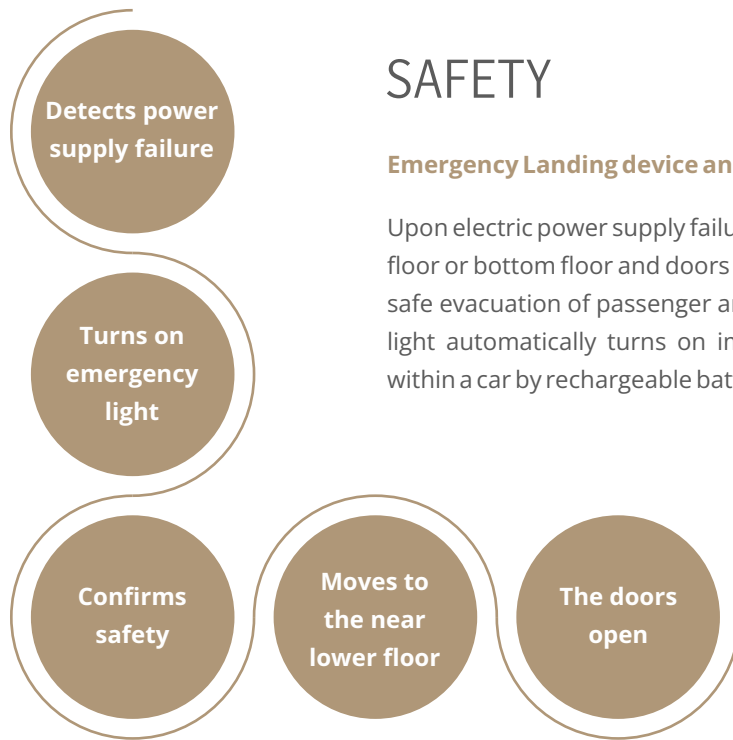 Detects power
supply failure
SAFETY
Emergency Landing device an
Upon electric power supply failu
floor or bottom floor and doors
safe evacuation of passenger a
light automatically turns on i
within a car by rechargeable bat
Turns on
emergency
light
Confirms
safety
Moves to
the near
lower floor
The doors
open